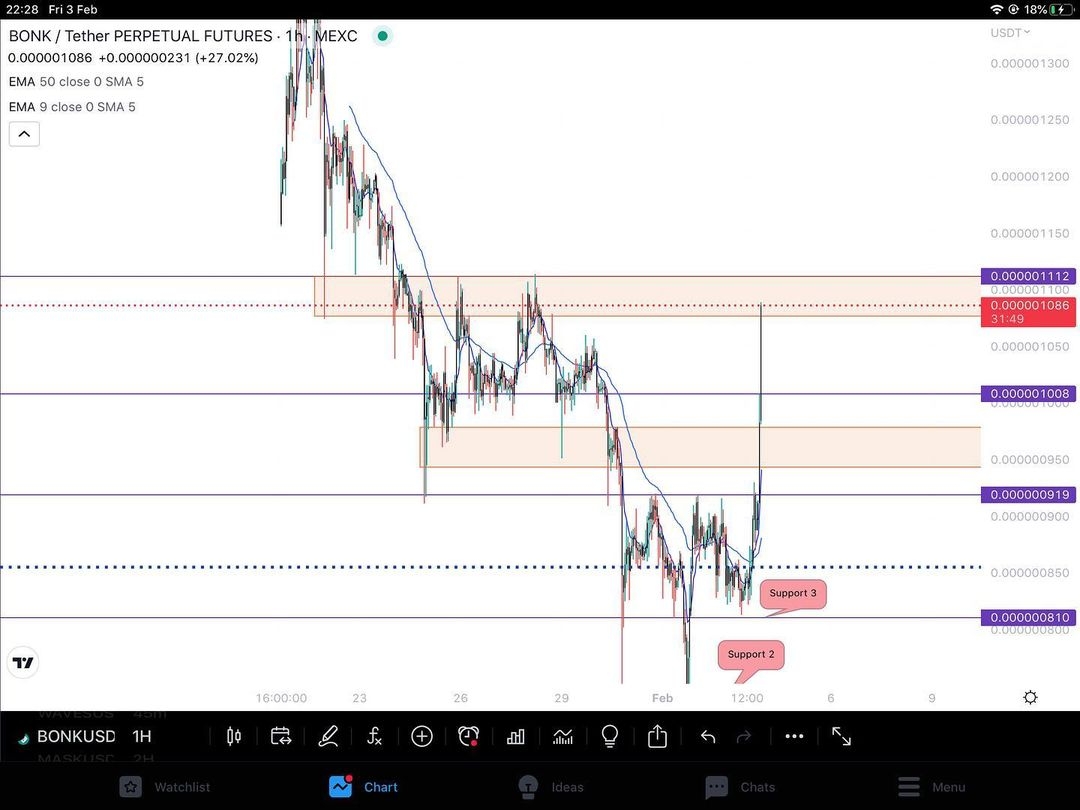 22:28 Fri 3 Feb
18%
BONK / Tether PERPETUAL FUTURES · 1h · MEXC
USDT
0.000001086 +0.000000231 (+27.02%)
EMA 50 close 0 SMA 5
EMA 9 close 0 SMA 5
0.000001300
0.000001250
0.000001200
0.000001150
0.000001112
0.000001100
0.000001086
31:49
0.000001050
0.000001008
0.000001000
0.000000950
0.000000919
0.000000900
0.000000850
Support 3
0.000000810
0.000000800
Support 2
16:00:00 23 26 29 Feb 12:00 6 9
WAVESUS 45m
BONKUSD 1H
MASKUSD 2H
Watchlist Chart Ideas Chats Menu